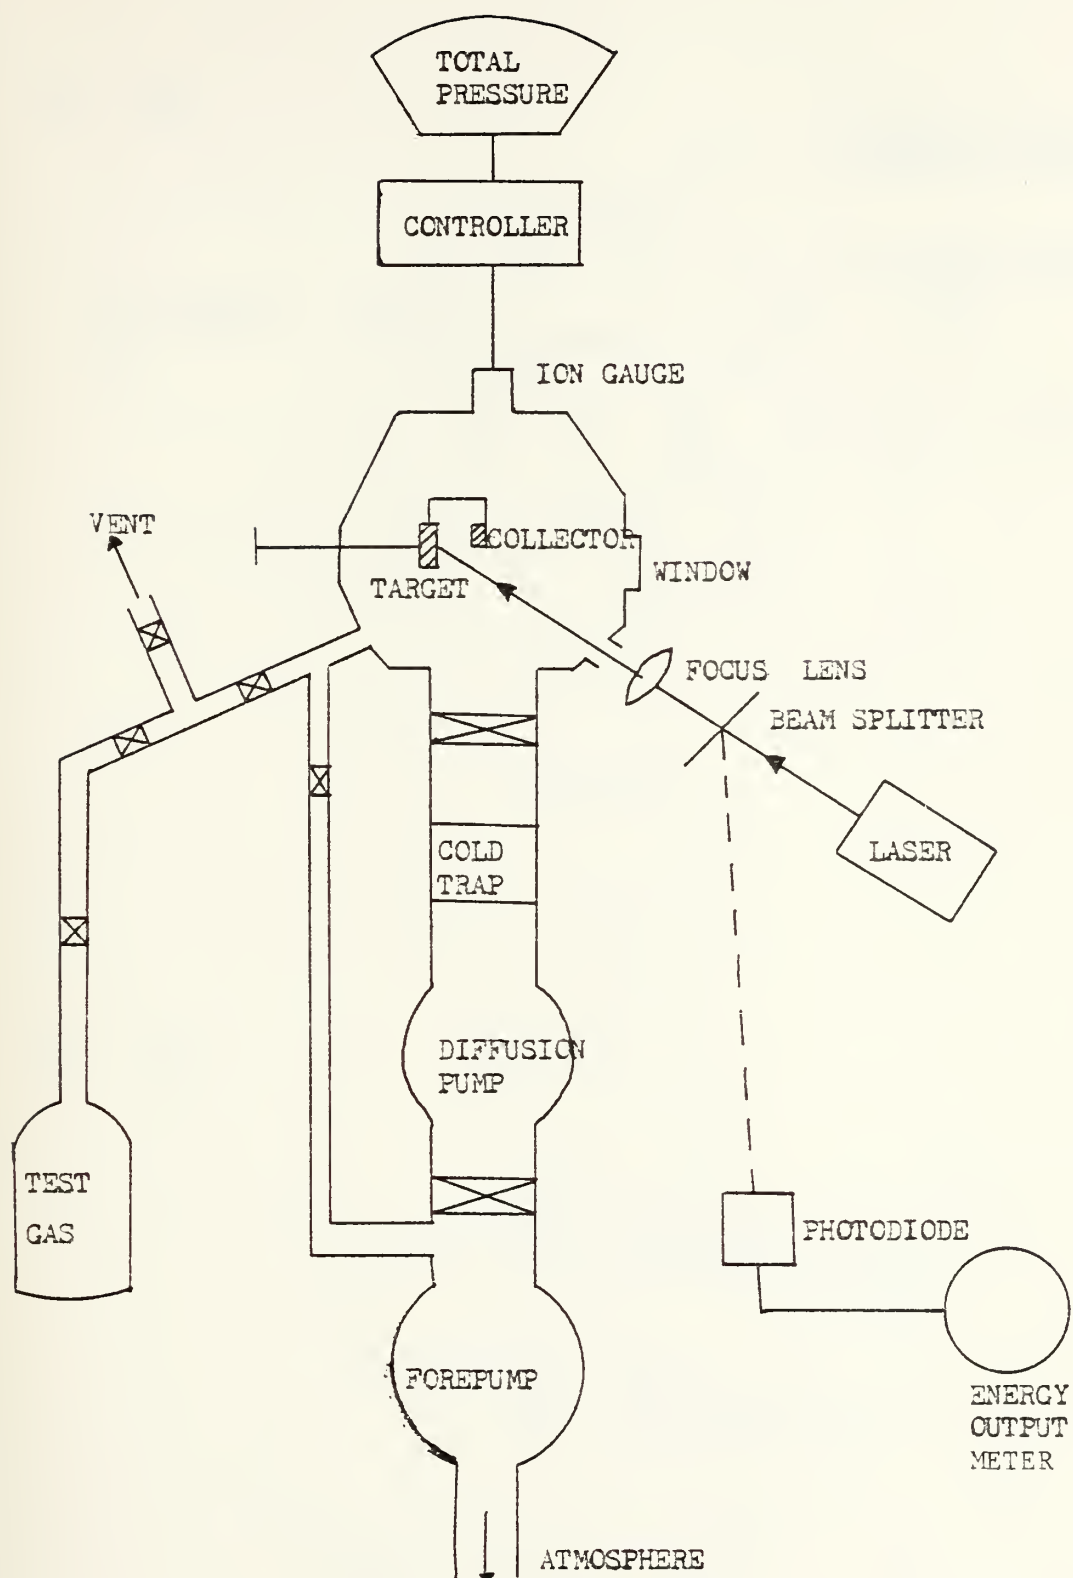 TOTAL
PRESSURE
CONTROLLER
ION GAUGE
VENT
COLLECTOR
WINDOW
TARGET
FOCUS LENS
BEAM SPLITTER
LASER
COLD
TRAP
DIFFUSION
PUMP
TEST
GAS
PHOTODIODE
FOREPUMP
ENERGY
OUTPUT
METER
ATMOSPHERE